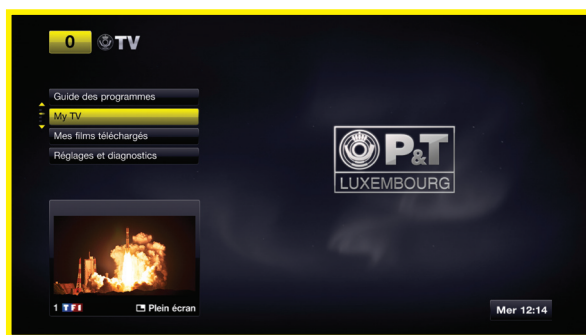 0 TV
Guide des programmes
My TV
Mes films téléchargés
Réglages et diagnostics
P&T
LUXEMBOURG
1 TF1 Plein écran
Mer 12:14